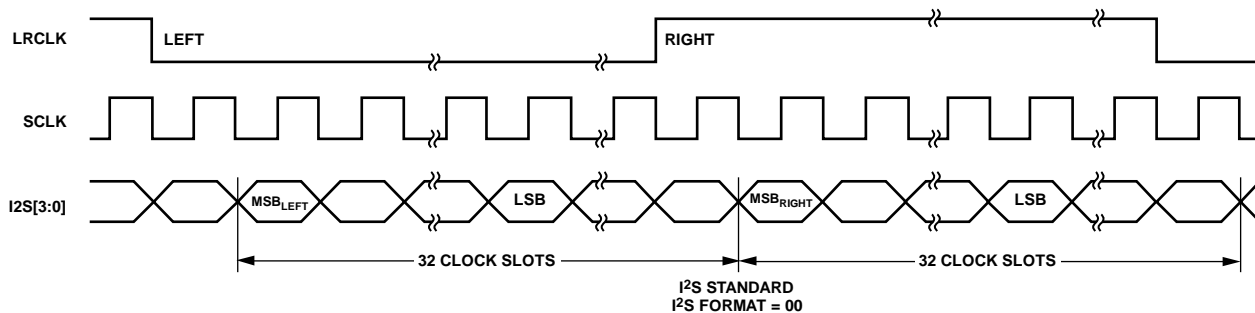 LRCLK
LEFT
RIGHT
SCLK
I2S[3:0]
MSBLEFT
LSB
MSBRIGHT
LSB
32 CLOCK SLOTS
32 CLOCK SLOTS
I2S STANDARD
I2S FORMAT = 00